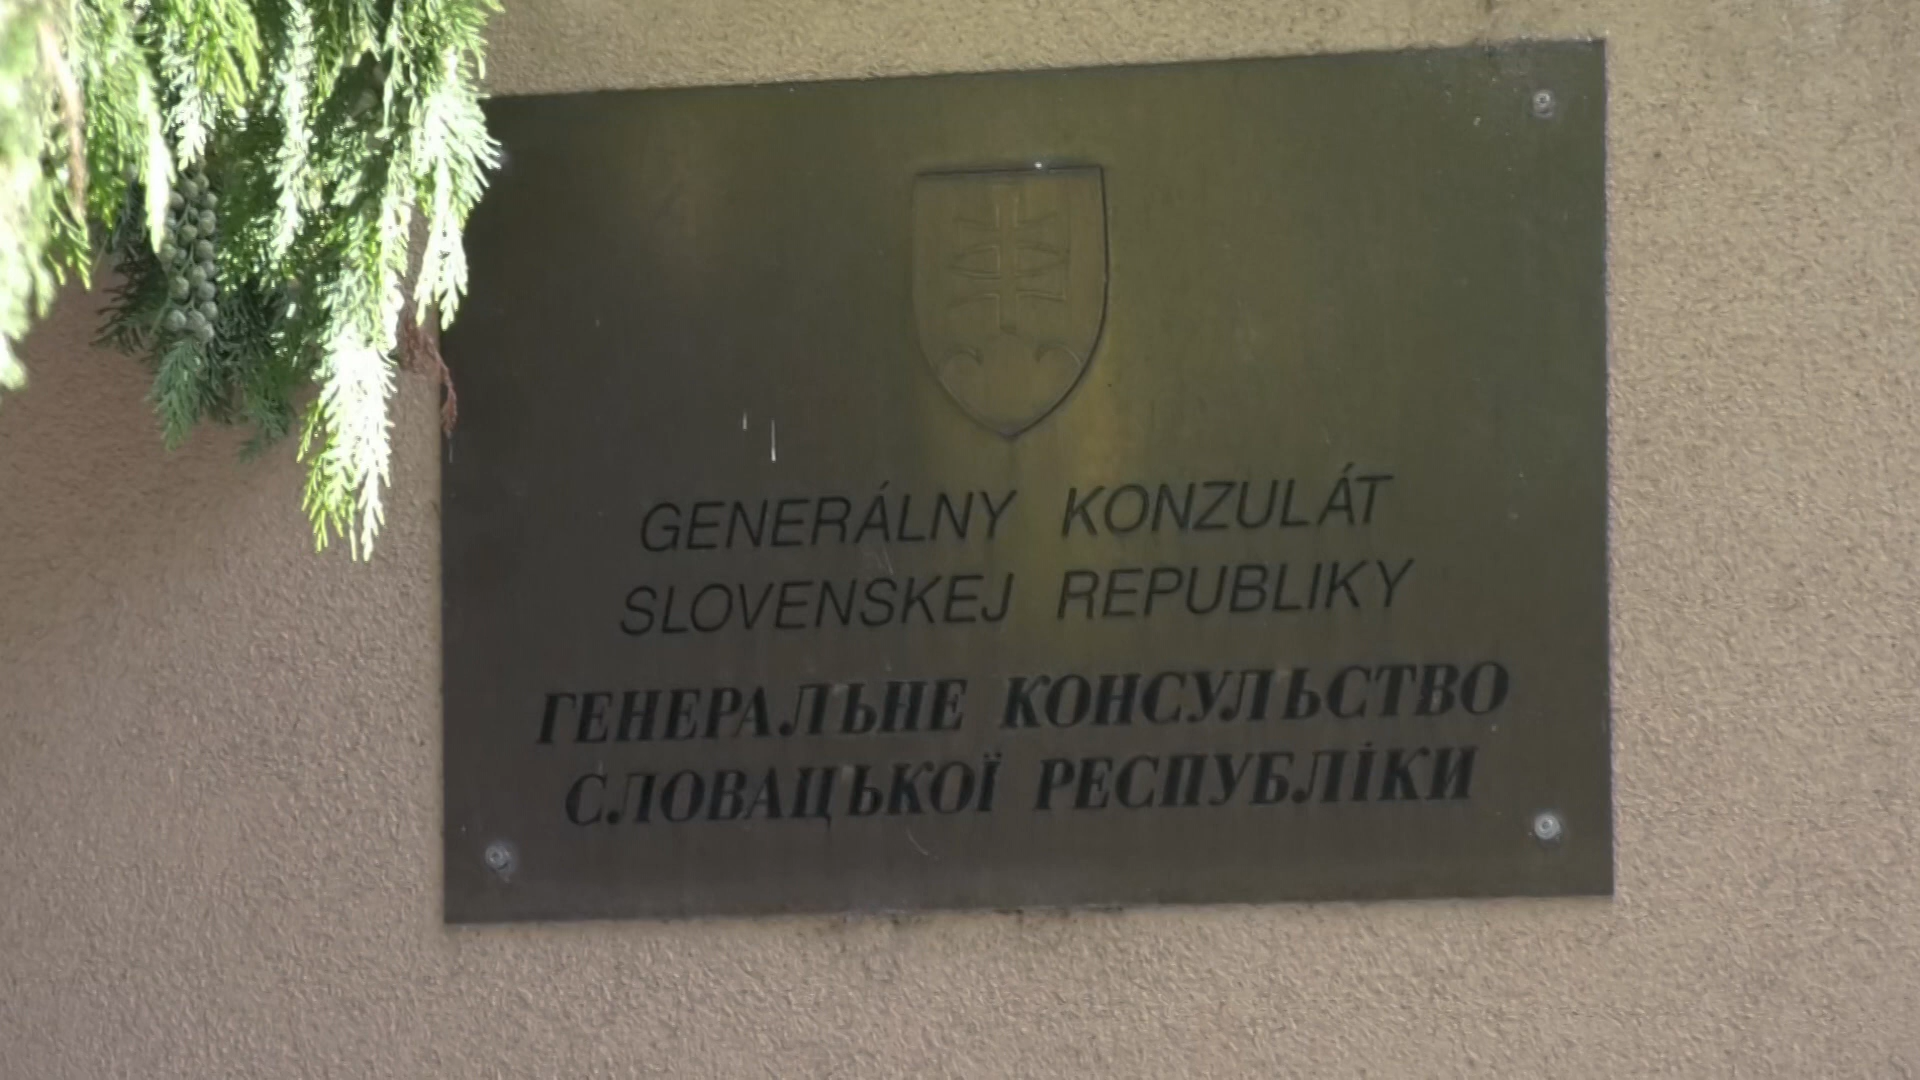 GENERÁLNY KONZULÁT
SLOVENSKEJ REPUBLIKY
ГЕНЕРАЛЬНЕ КОНСУЛЬСТВО
СЛОВАЦЬКОЇ РЕСПУБЛІКИ